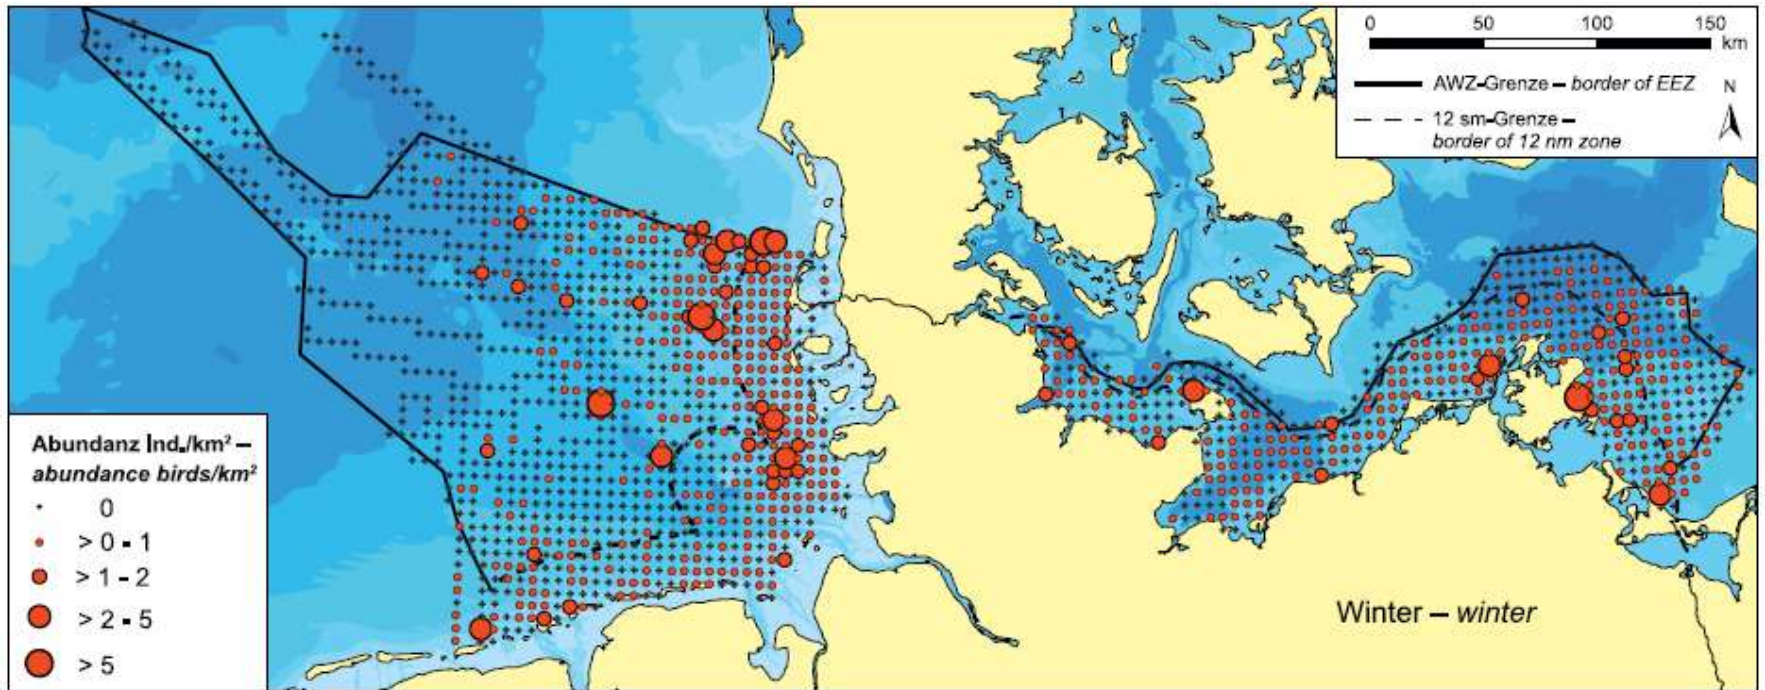 0 50 100 150
km
AWZ-Grenze – border of EEZ
N
12 sm-Grenze –
border of 12 nm zone
Abundanz Ind./km² –
abundance birds/km²
0
> 0 - 1
> 1 - 2
> 2 - 5
> 5
Winter – winter